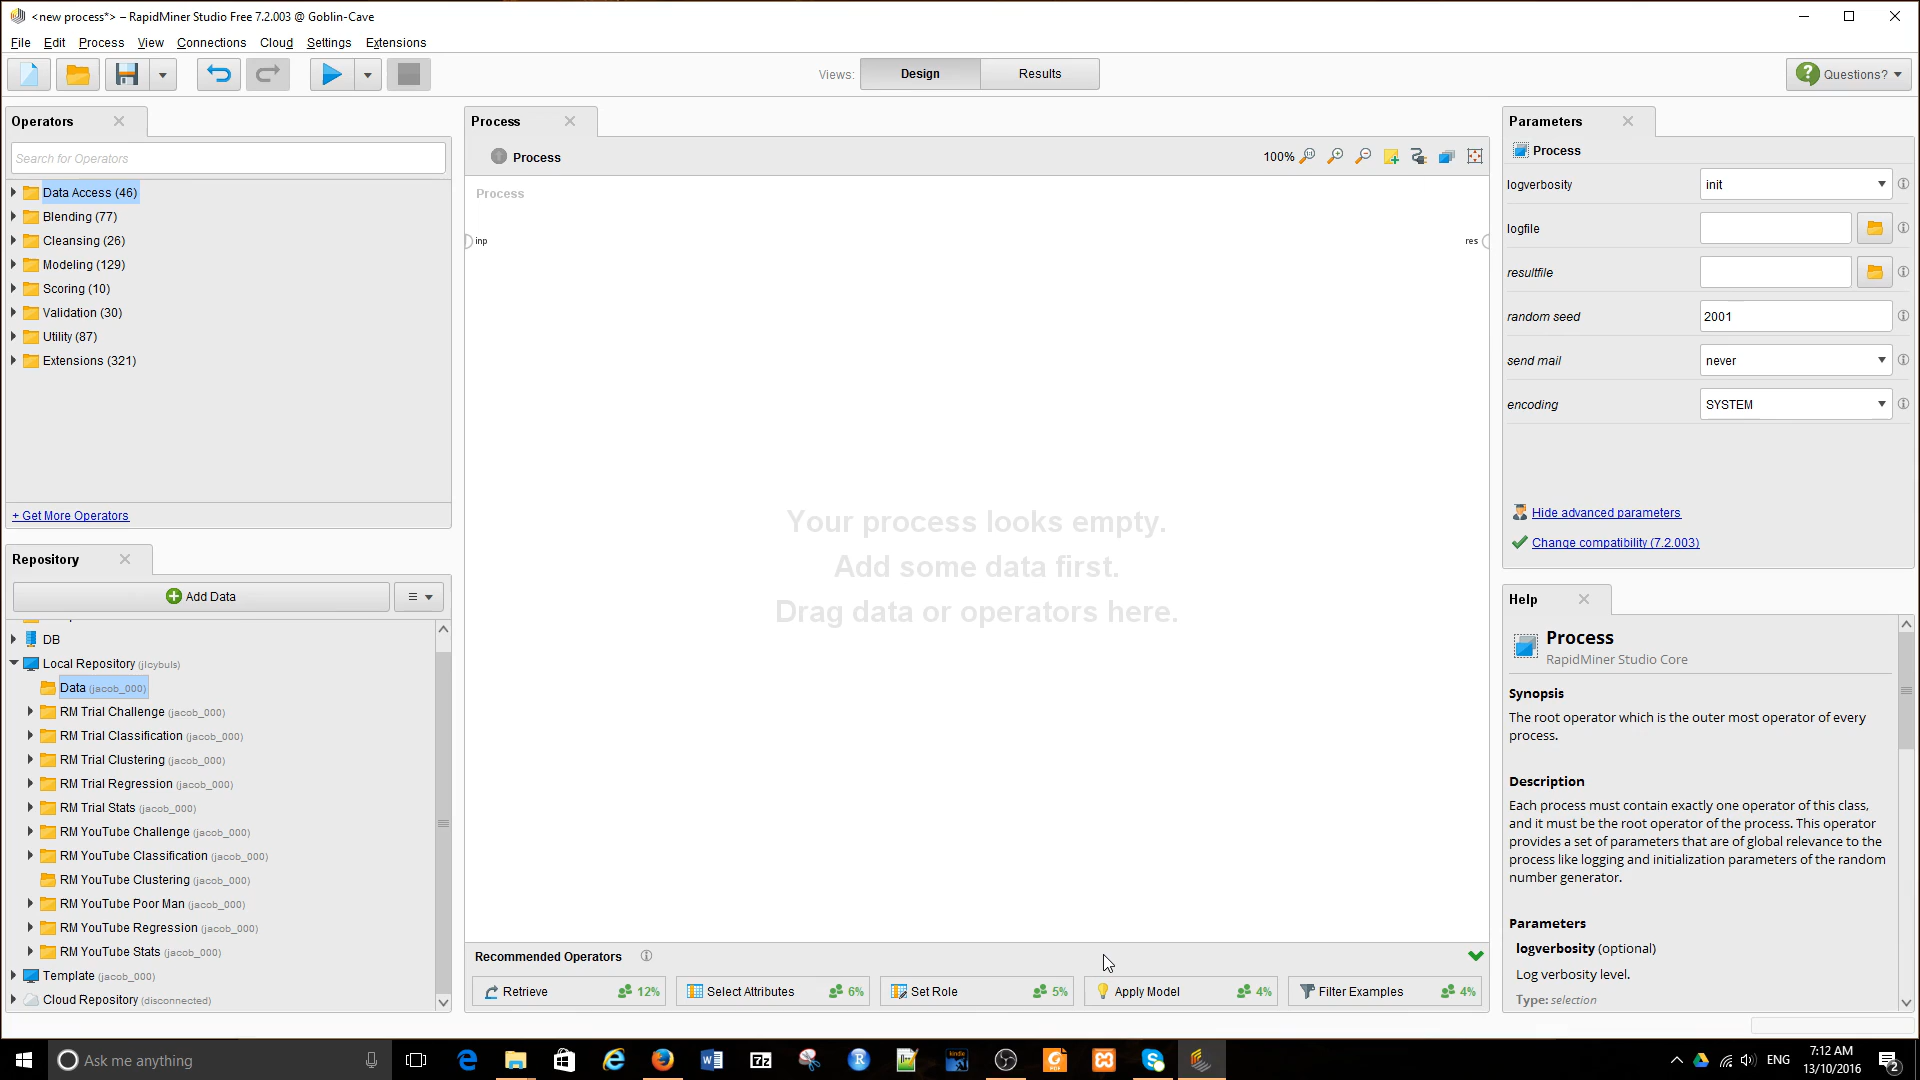 <new process*> – RapidMiner Studio Free 7.2.003 @ Goblin-Cave
File Edit Process View Connections Cloud Settings Extensions
Views: Design Results
Questions?
Operators
Search for Operators
Data Access (46)
Blending (77)
Cleansing (26)
Modeling (129)
Scoring (10)
Validation (30)
Utility (87)
Extensions (321)
+ Get More Operators
Repository
Add Data
DB
Local Repository (jlcybuls)
Data (jacob_000)
RM Trial Challenge (jacob_000)
RM Trial Classification (jacob_000)
RM Trial Clustering (jacob_000)
RM Trial Regression (jacob_000)
RM Trial Stats (jacob_000)
RM YouTube Challenge (jacob_000)
RM YouTube Classification (jacob_000)
RM YouTube Clustering (jacob_000)
RM YouTube Poor Man (jacob_000)
RM YouTube Regression (jacob_000)
RM YouTube Stats (jacob_000)
Template (jacob_000)
Cloud Repository (disconnected)
Process
Process
100%
Process
inp
res
Your process looks empty.
Add some data first.
Drag data or operators here.
Recommended Operators
Retrieve 12%
Select Attributes 6%
Set Role 5%
Apply Model 4%
Filter Examples 4%
Parameters
Process
logverbosity init
logfile
resultfile
random seed 2001
send mail never
encoding SYSTEM
Hide advanced parameters
Change compatibility (7.2.003)
Help
Process
RapidMiner Studio Core
Synopsis
The root operator which is the outer most operator of every
process.
Description
Each process must contain exactly one operator of this class,
and it must be the root operator of the process. This operator
provides a set of parameters that are of global relevance to the
process like logging and initialization parameters of the random
number generator.
Parameters
logverbosity (optional)
Log verbosity level.
Type: selection
Ask me anything
ENG
7:12 AM
13/10/2016
2